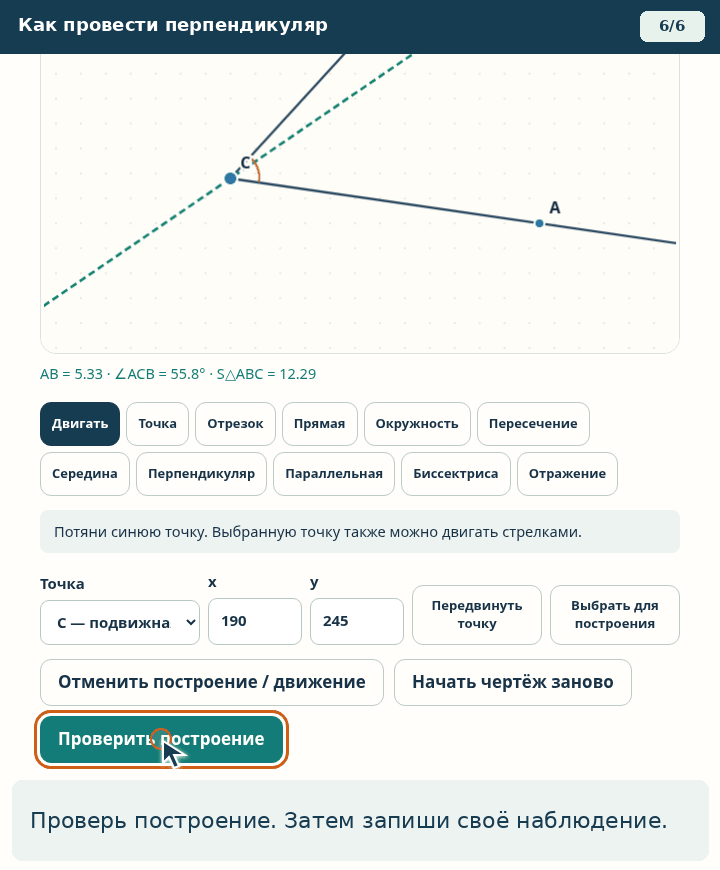 Как провести перпендикуляр
6/6
C
A
AB = 5.33 · ∠ACB = 55.8° · S△ABC = 12.29
Двигать Точка Отрезок Прямая Окружность Пересечение
Середина Перпендикуляр Параллельная Биссектриса Отражение
Потяни синюю точку. Выбранную точку также можно двигать стрелками.
Точка x y
C — подвижна 190 245 Передвинуть точку Выбрать для построения
Отменить построение / движение Начать чертёж заново
Проверить построение
Проверь построение. Затем запиши своё наблюдение.